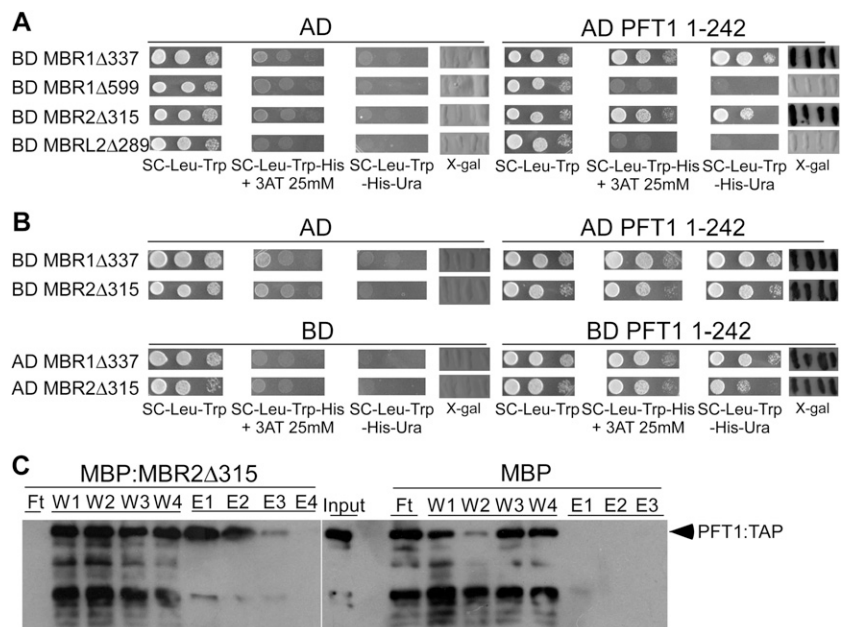 A
AD AD PFT1 1-242
BD MBR1Δ337
BD MBR1Δ599
BD MBR2Δ315
BD MBRL2Δ289
SC-Leu-Trp SC-Leu-Trp-His SC-Leu-Trp X-gal SC-Leu-Trp SC-Leu-Trp-His SC-Leu-Trp X-gal
+ 3AT 25mM -His-Ura + 3AT 25mM -His-Ura
B
AD AD PFT1 1-242
BD MBR1Δ337
BD MBR2Δ315
BD BD PFT1 1-242
AD MBR1Δ337
AD MBR2Δ315
SC-Leu-Trp SC-Leu-Trp-His SC-Leu-Trp X-gal SC-Leu-Trp SC-Leu-Trp-His SC-Leu-Trp X-gal
+ 3AT 25mM -His-Ura + 3AT 25mM -His-Ura
C
MBP:MBR2Δ315 MBP
Ft W1 W2 W3 W4 E1 E2 E3 E4 Input Ft W1 W2 W3 W4 E1 E2 E3
PFT1:TAP